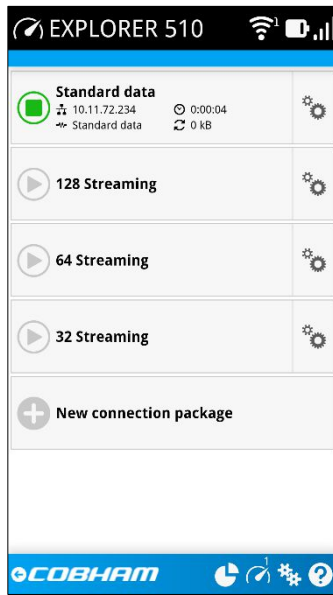 EXPLORER 510
1
Standard data
10.11.72.234 0:00:04
Standard data 0 kB
128 Streaming
64 Streaming
32 Streaming
New connection package
COBHAM
1
?